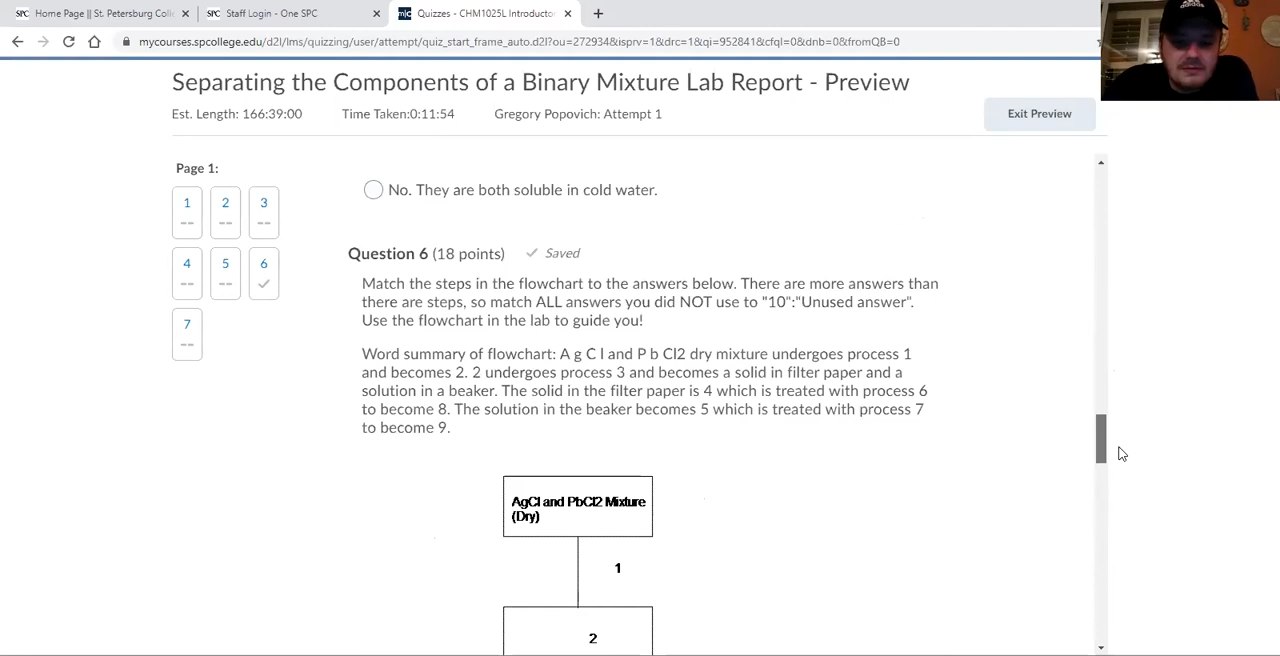 Home Page || St. Petersburg Coll
Staff Login - One SPC
Quizzes - CHM1025L Introducto
mycourses.spcollege.edu/d2l/lms/quizzing/user/attempt/quiz_start_frame_auto.d2l?ou=272934&isprv=1&drc=1&qi=952841&cfql=0&dnb=0&fromQB=0
Separating the Components of a Binary Mixture Lab Report - Preview
Est. Length: 166:39:00 Time Taken:0:11:54 Gregory Popovich: Attempt 1
Exit Preview
Page 1:
1 2 3
-- -- --
4 5 6
-- --
7
--
No. They are both soluble in cold water.
Question 6 (18 points) Saved
Match the steps in the flowchart to the answers below. There are more answers than
there are steps, so match ALL answers you did NOT use to "10":"Unused answer".
Use the flowchart in the lab to guide you!
Word summary of flowchart: A g C l and P b Cl2 dry mixture undergoes process 1
and becomes 2. 2 undergoes process 3 and becomes a solid in filter paper and a
solution in a beaker. The solid in the filter paper is 4 which is treated with process 6
to become 8. The solution in the beaker becomes 5 which is treated with process 7
to become 9.
AgCl and PbCl2 Mixture
(Dry)
1
2